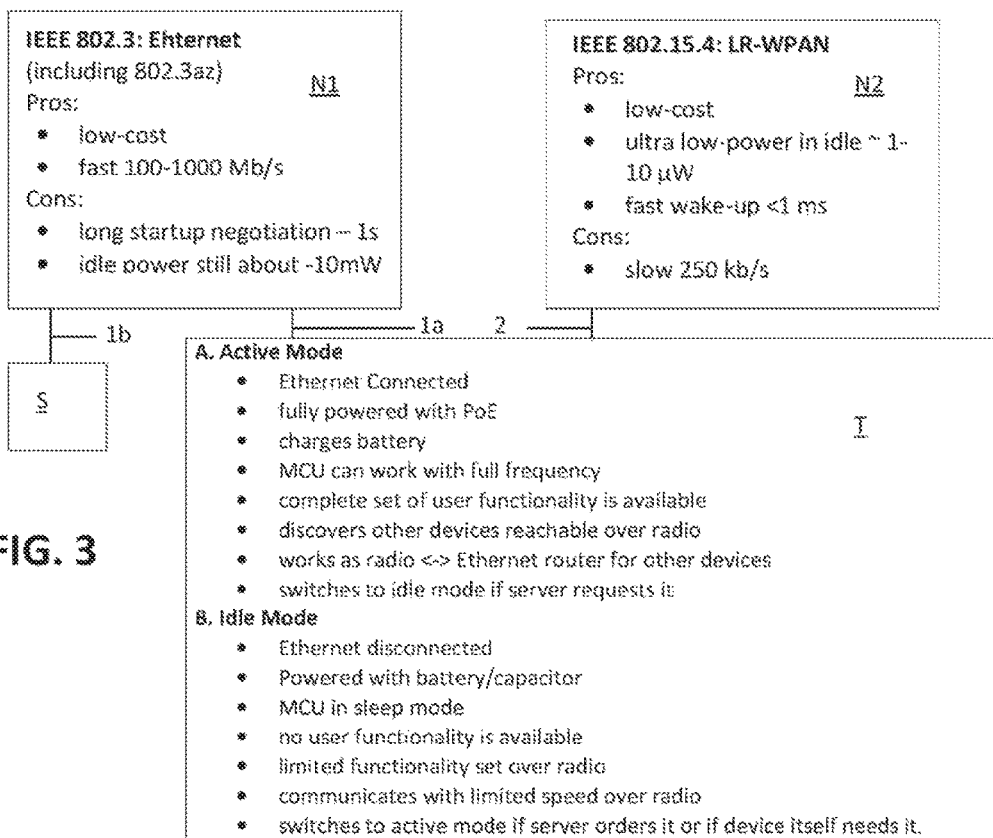 IEEE 802.3: Ehternet
(including 802.3az)
N1
Pros:
• low-cost
• fast 100-1000 Mb/s
Cons:
• long startup negotiation – 1s
• idle power still about -10mW
IEEE 802.15.4: LR-WPAN
Pros:
N2
• low-cost
• ultra low-power in idle ~ 1-
10 µW
• fast wake-up <1 ms
Cons:
• slow 250 kb/s
1b
1a
2
S
A. Active Mode
• Ethernet Connected
• fully powered with PoE
T
• charges battery
• MCU can work with full frequency
• complete set of user functionality is available
• discovers other devices reachable over radio
• works as radio <-> Ethernet router for other devices
• switches to idle mode if server requests it
B. Idle Mode
• Ethernet disconnected
• Powered with battery/capacitor
• MCU in sleep mode
• no user functionality is available
• limited functionality set over radio
• communicates with limited speed over radio
• switches to active mode if server orders it or if device itself needs it.
FIG. 3